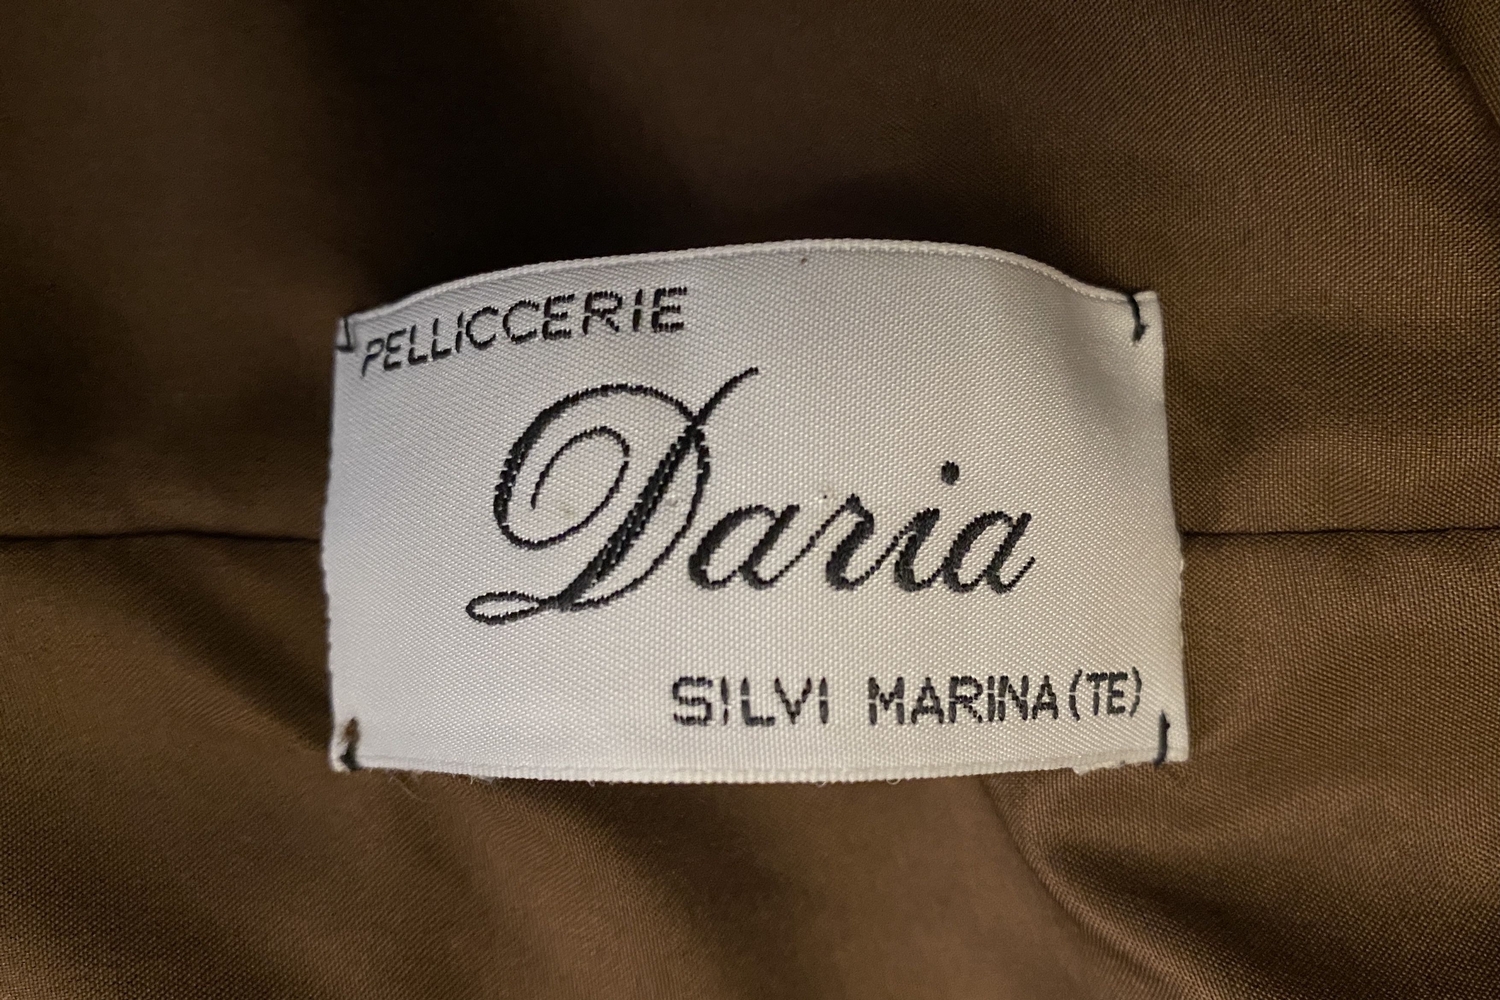 PELLICCERIE
Daria
SILVI MARINA (TE)